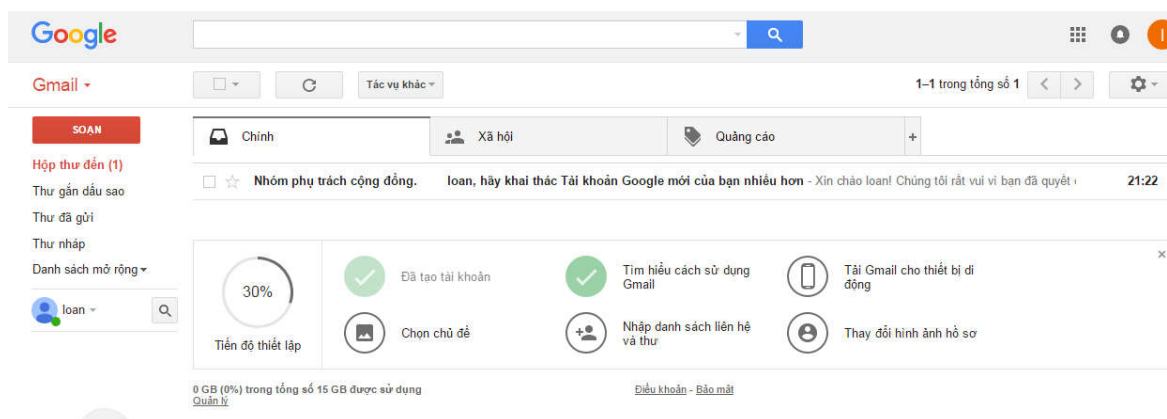 Google
Gmail
Tác vụ khác
1–1 trong tổng số 1
SOẠN
Chính
Xã hội
Quảng cáo
+
Hộp thư đến (1)
Thư gắn dấu sao
Thư đã gửi
Thư nháp
Danh sách mở rộng
loan
Nhóm phụ trách cộng đồng.
loan, hãy khai thác Tài khoản Google mới của bạn nhiều hơn - Xin chào loan! Chúng tôi rất vui vì bạn đã quyết
21:22
30%
Tiến độ thiết lập
Đã tạo tài khoản
Tìm hiểu cách sử dụng
Gmail
Tải Gmail cho thiết bị di
động
Chọn chủ đề
Nhập danh sách liên hệ
và thư
Thay đổi hình ảnh hồ sơ
0 GB (0%) trong tổng số 15 GB được sử dụng
Quản lý
Điều khoản - Bảo mật